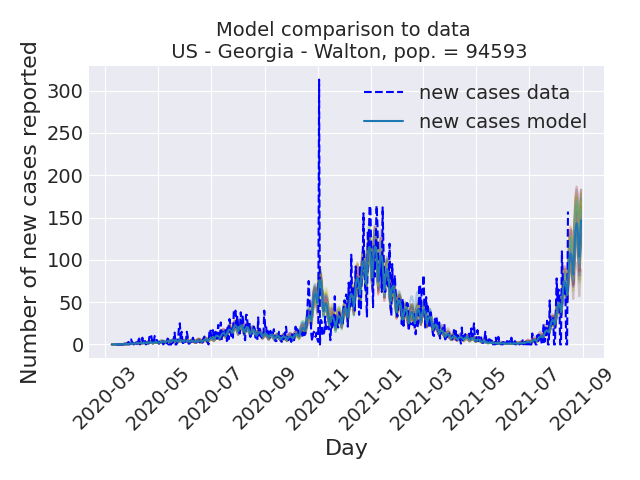 Model comparison to data
US - Georgia - Walton, pop. = 94593
Number of new cases reported
300
250
200
150
100
50
0
new cases data
new cases model
2020-03
2020-05
2020-07
2020-09
2020-11
2021-01
2021-03
2021-05
2021-07
2021-09
Day